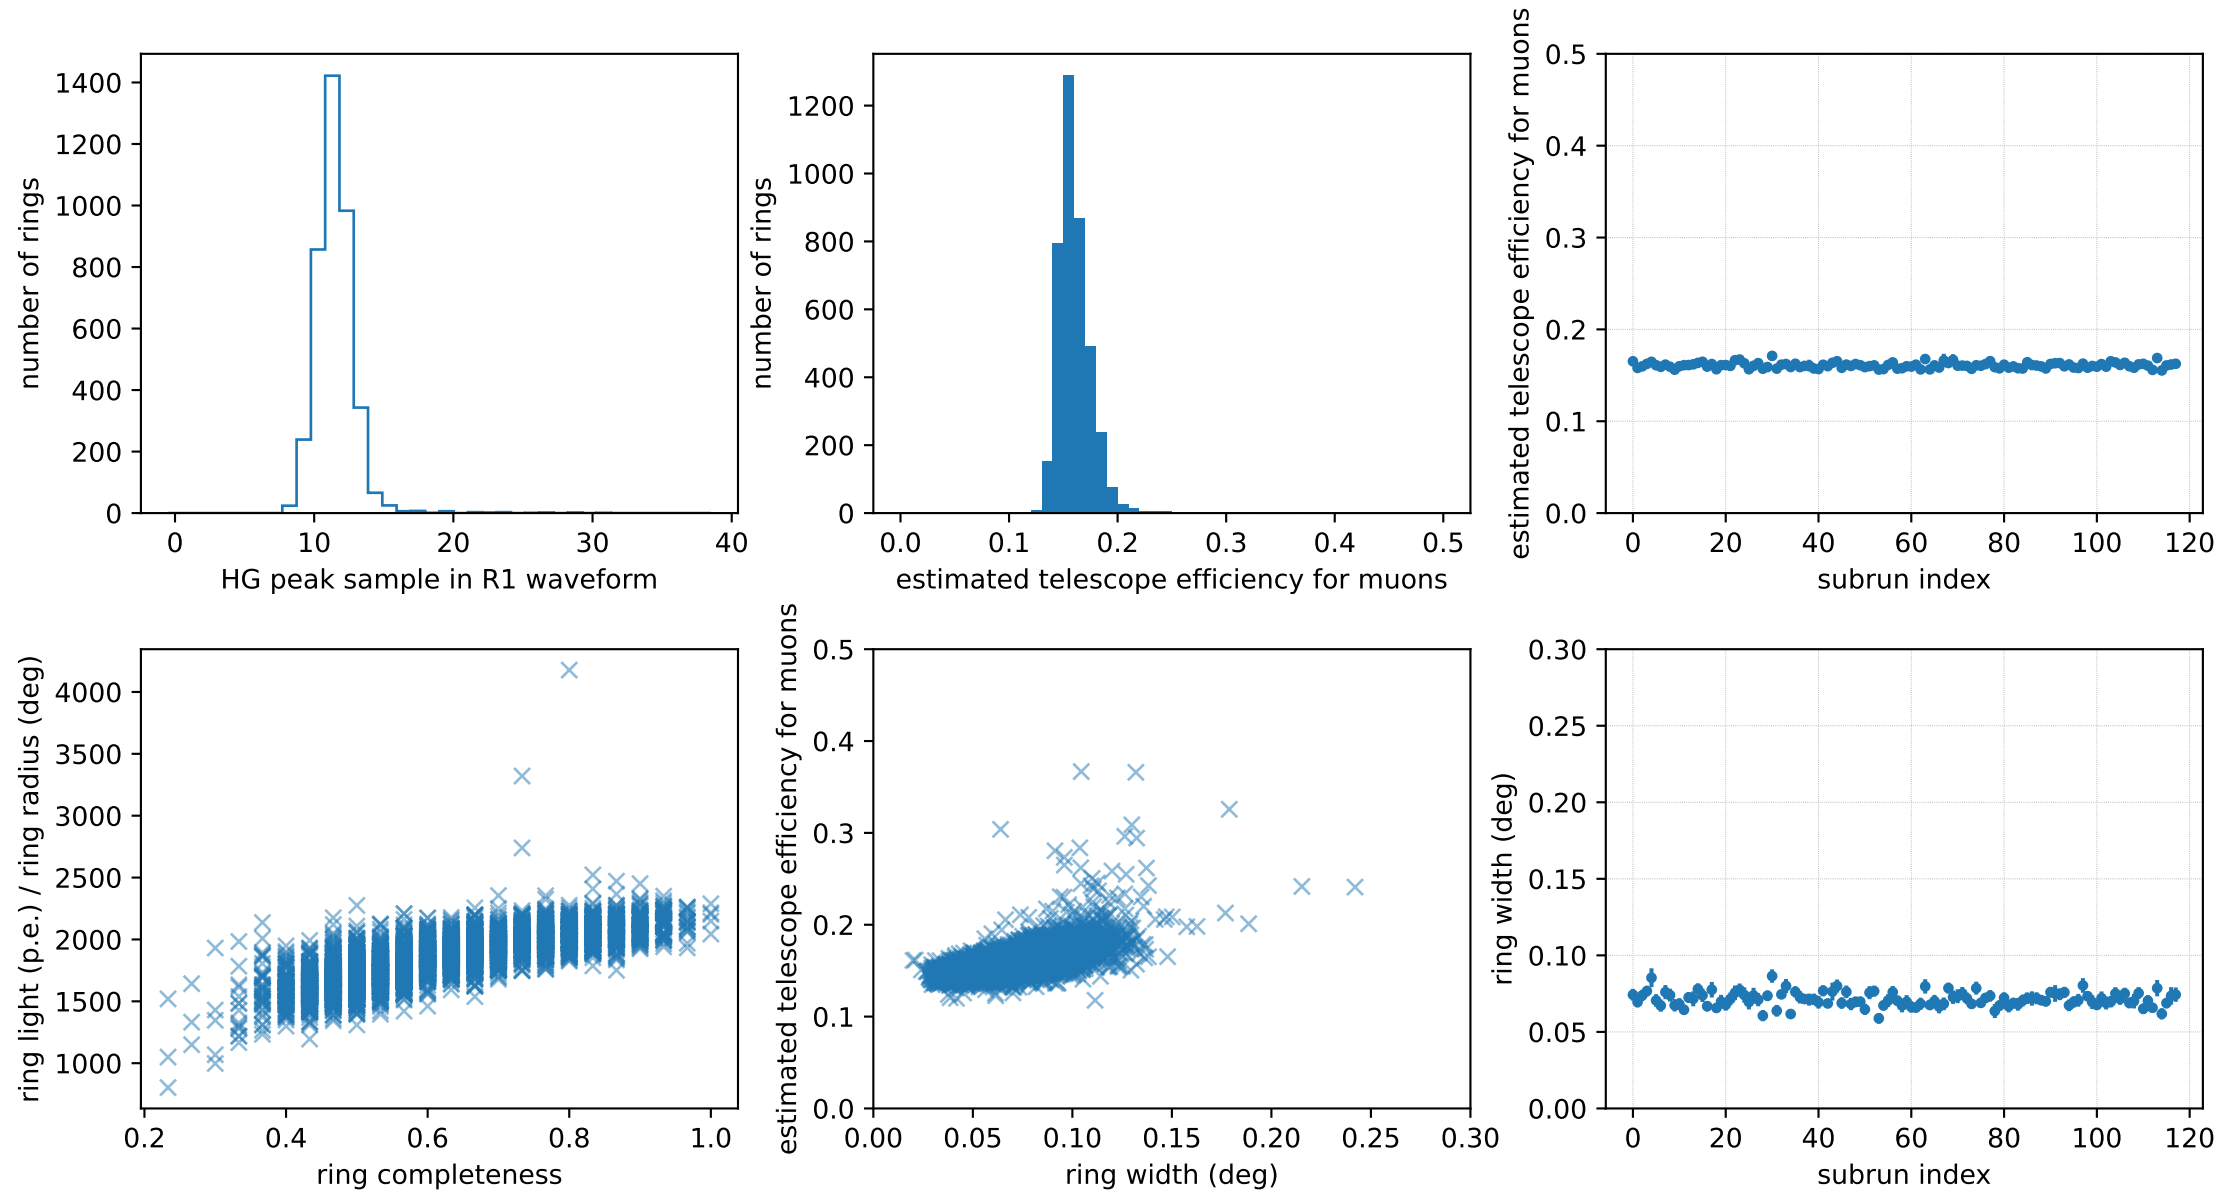 number of rings
1400
1200
1000
800
600
400
200
0
0 10 20 30 40
HG peak sample in R1 waveform
number of rings
1200
1000
800
600
400
200
0
0.0 0.1 0.2 0.3 0.4 0.5
estimated telescope efficiency for muons
estimated telescope efficiency for muons
0.5
0.4
0.3
0.2
0.1
0.0
0 20 40 60 80 100 120
subrun index
ring light (p.e.) / ring radius (deg)
4000
3500
3000
2500
2000
1500
1000
0.2 0.4 0.6 0.8 1.0
ring completeness
estimated telescope efficiency for muons
0.5
0.4
0.3
0.2
0.1
0.0
0.00 0.05 0.10 0.15 0.20 0.25 0.30
ring width (deg)
ring width (deg)
0.30
0.25
0.20
0.15
0.10
0.05
0.00
0 20 40 60 80 100 120
subrun index